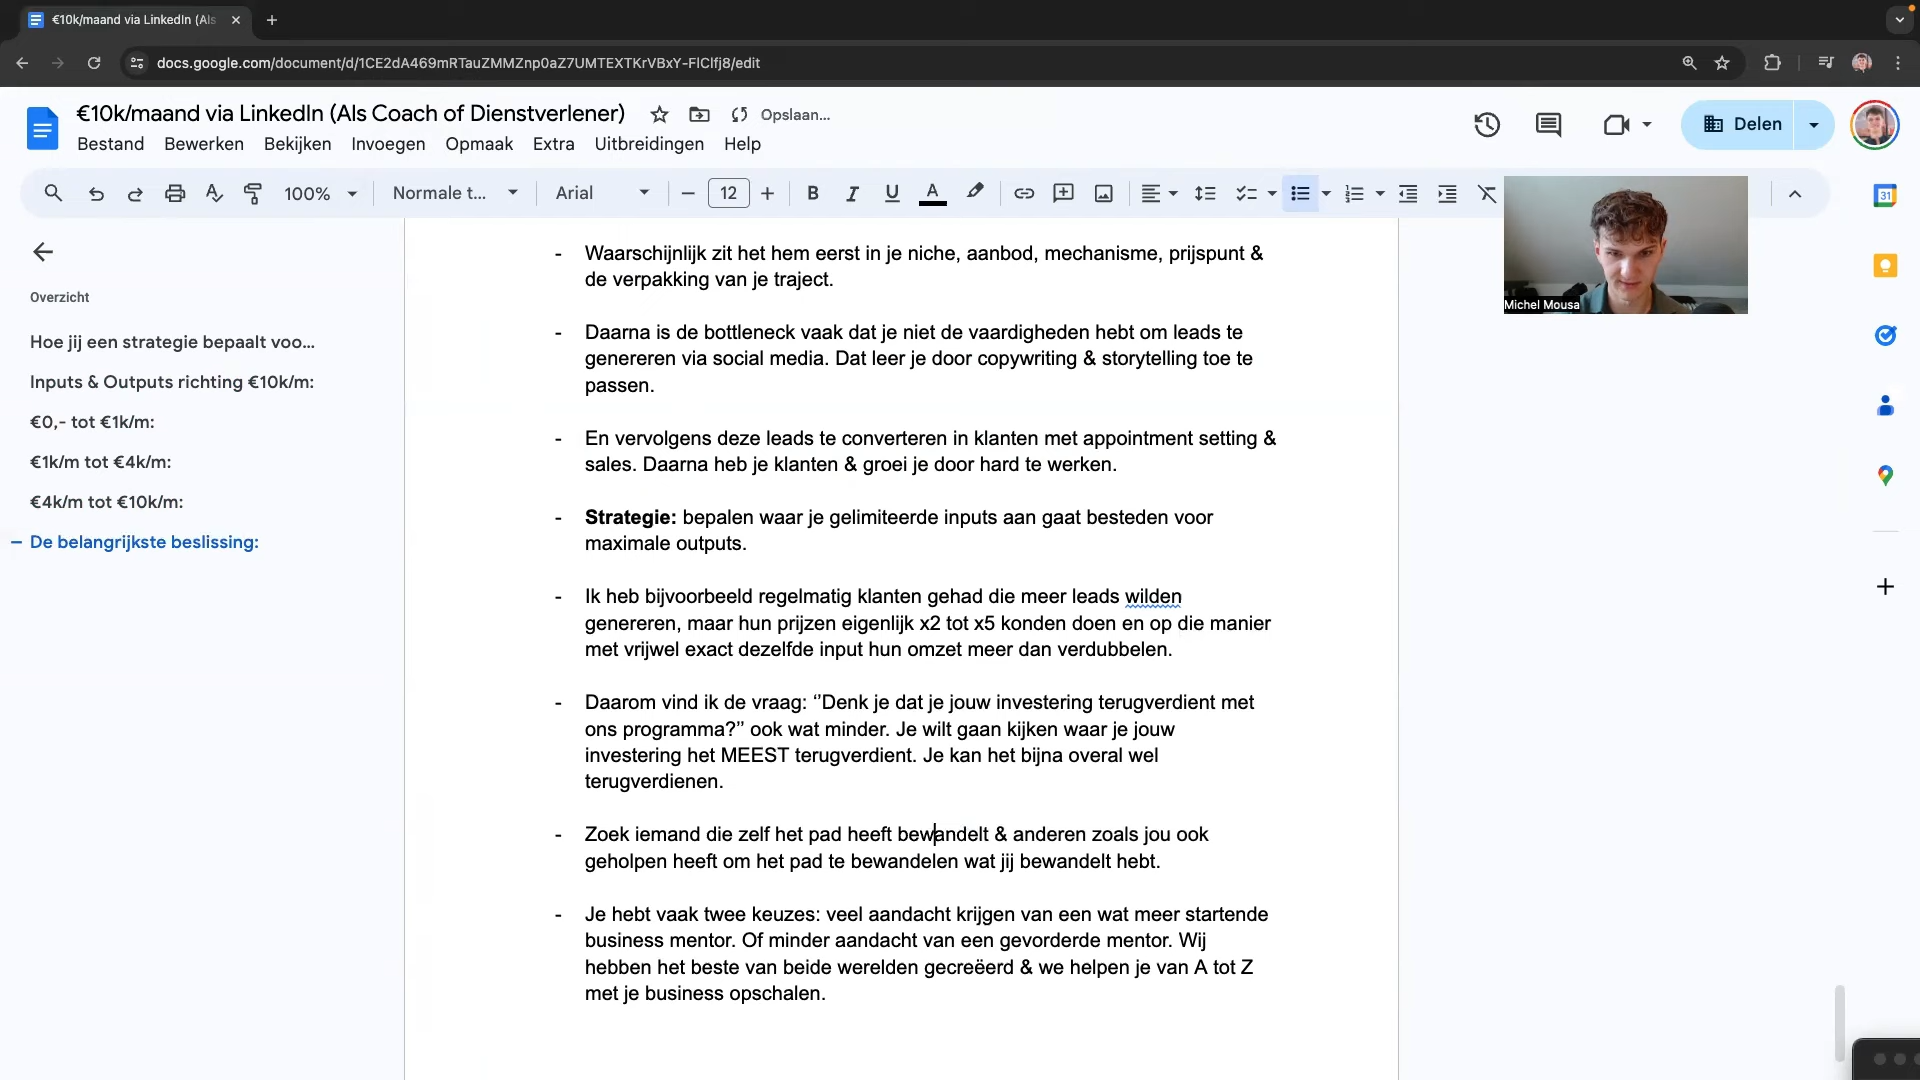 €10k/maand via LinkedIn (Als
docs.google.com/document/d/1CE2dA469mRTauZMMZnp0aZ7UMTEXTKrVBxY-FlClfj8/edit
€10k/maand via LinkedIn (Als Coach of Dienstverlener)
Opslaan...
Bestand Bewerken Bekijken Invoegen Opmaak Extra Uitbreidingen Help
Delen
100% Normale t... Arial 12
31
Michel Mousa
Overzicht
Hoe jij een strategie bepaalt voo...
Inputs & Outputs richting €10k/m:
€0,- tot €1k/m:
€1k/m tot €4k/m:
€4k/m tot €10k/m:
De belangrijkste beslissing:
- Waarschijnlijk zit het hem eerst in je niche, aanbod, mechanisme, prijspunt &
de verpakking van je traject.
- Daarna is de bottleneck vaak dat je niet de vaardigheden hebt om leads te
genereren via social media. Dat leer je door copywriting & storytelling toe te
passen.
- En vervolgens deze leads te converteren in klanten met appointment setting &
sales. Daarna heb je klanten & groei je door hard te werken.
- Strategie: bepalen waar je gelimiteerde inputs aan gaat besteden voor
maximale outputs.
- Ik heb bijvoorbeeld regelmatig klanten gehad die meer leads wilden
genereren, maar hun prijzen eigenlijk x2 tot x5 konden doen en op die manier
met vrijwel exact dezelfde input hun omzet meer dan verdubbelen.
- Daarom vind ik de vraag: ‘’Denk je dat je jouw investering terugverdient met
ons programma?’’ ook wat minder. Je wilt gaan kijken waar je jouw
investering het MEEST terugverdient. Je kan het bijna overal wel
terugverdienen.
- Zoek iemand die zelf het pad heeft bewandelt & anderen zoals jou ook
geholpen heeft om het pad te bewandelen wat jij bewandelt hebt.
- Je hebt vaak twee keuzes: veel aandacht krijgen van een wat meer startende
business mentor. Of minder aandacht van een gevorderde mentor. Wij
hebben het beste van beide werelden gecreëerd & we helpen je van A tot Z
met je business opschalen.